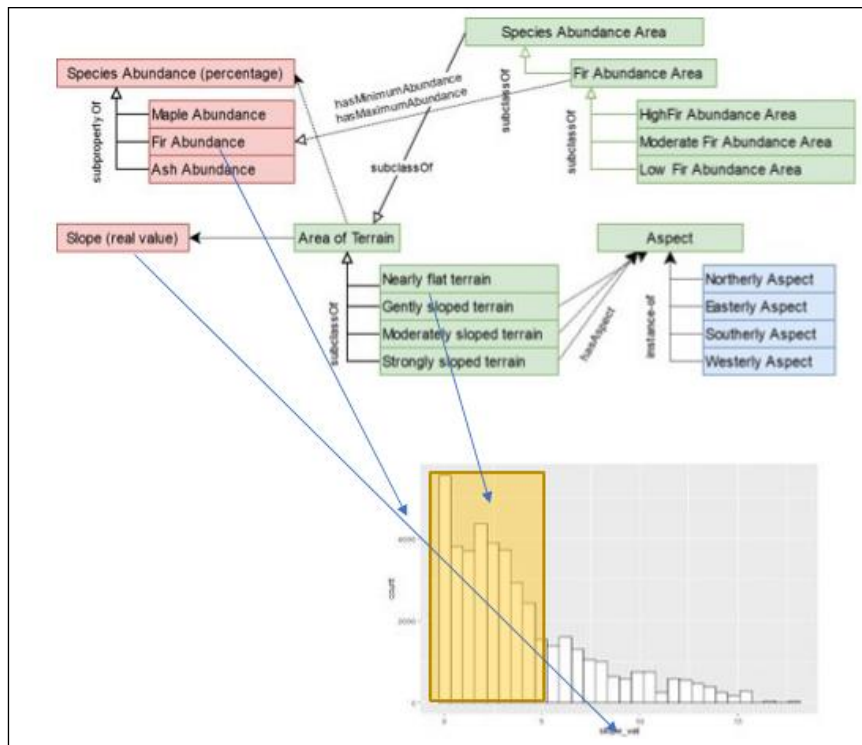 Species Abundance Area
Species Abundance (percentage)
Fir Abundance Area
hasMinimumAbundance
hasMaximumAbundance
subclassOf
subpropertyOf
Maple Abundance
Fir Abundance
Ash Abundance
subclassOf
HighFir Abundance Area
Moderate Fir Abundance Area
Low Fir Abundance Area
subclassOf
Slope (real value)
Area of Terrain
Aspect
subclassOf
Nearly flat terrain
Gently sloped terrain
Moderately sloped terrain
Strongly sloped terrain
hasAspect
instance-of
Northerly Aspect
Easterly Aspect
Southerly Aspect
Westerly Aspect
count
0
5
10